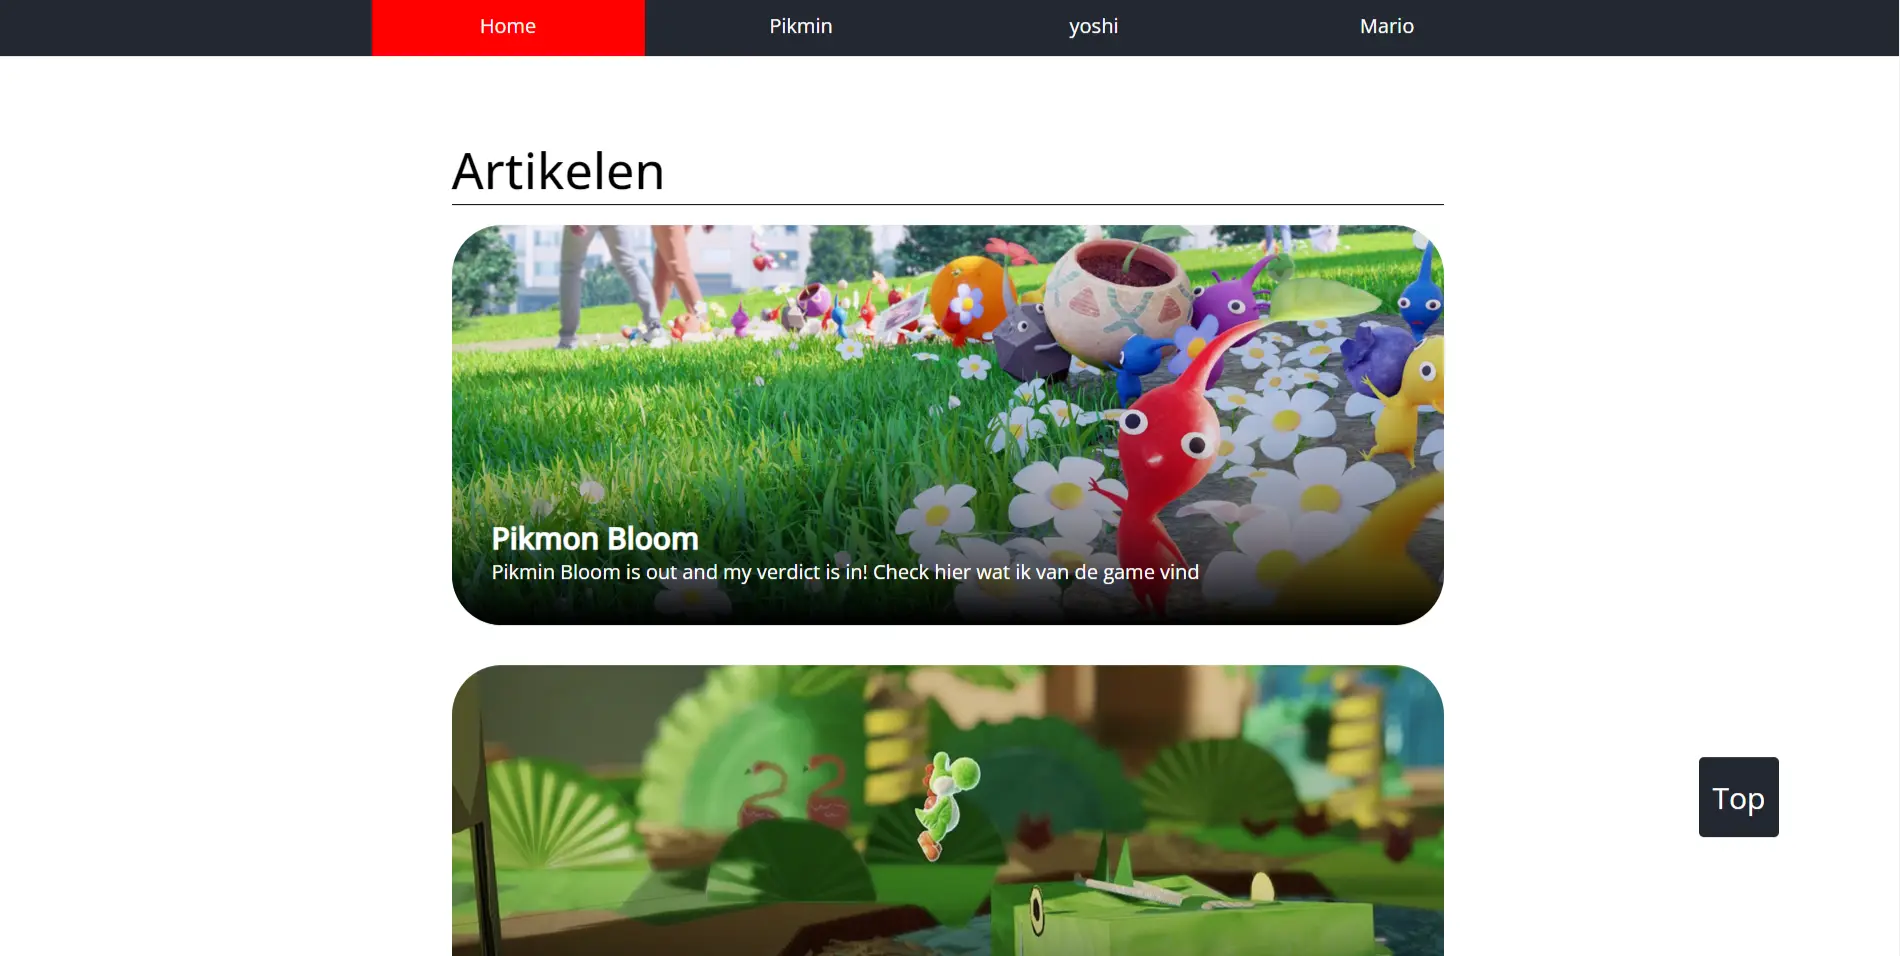 Home Pikmin yoshi Mario
Artikelen
Pikmon Bloom
Pikmin Bloom is out and my verdict is in! Check hier wat ik van de game vind
Top